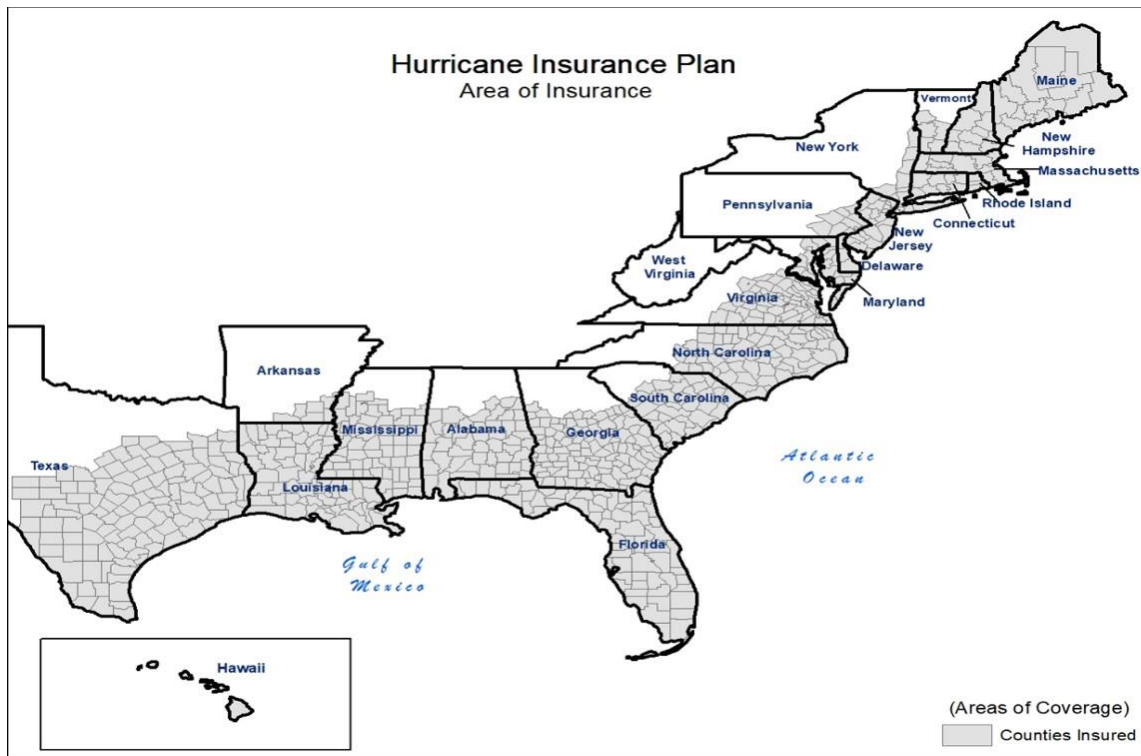 Hurricane Insurance Plan
Area of Insurance
Maine
Vermont
New
Hampshire
New York
Massachusetts
Rhode Island
Pennsylvania
Connecticut
New
Jersey
West
Virginia
Delaware
Virginia
Maryland
North Carolina
Arkansas
South Carolina
Mississippi
Alabama
Georgia
Atlantic
Ocean
Texas
Louisiana
Florida
Gulf of
Mexico
Hawaii
(Areas of Coverage)
Counties Insured